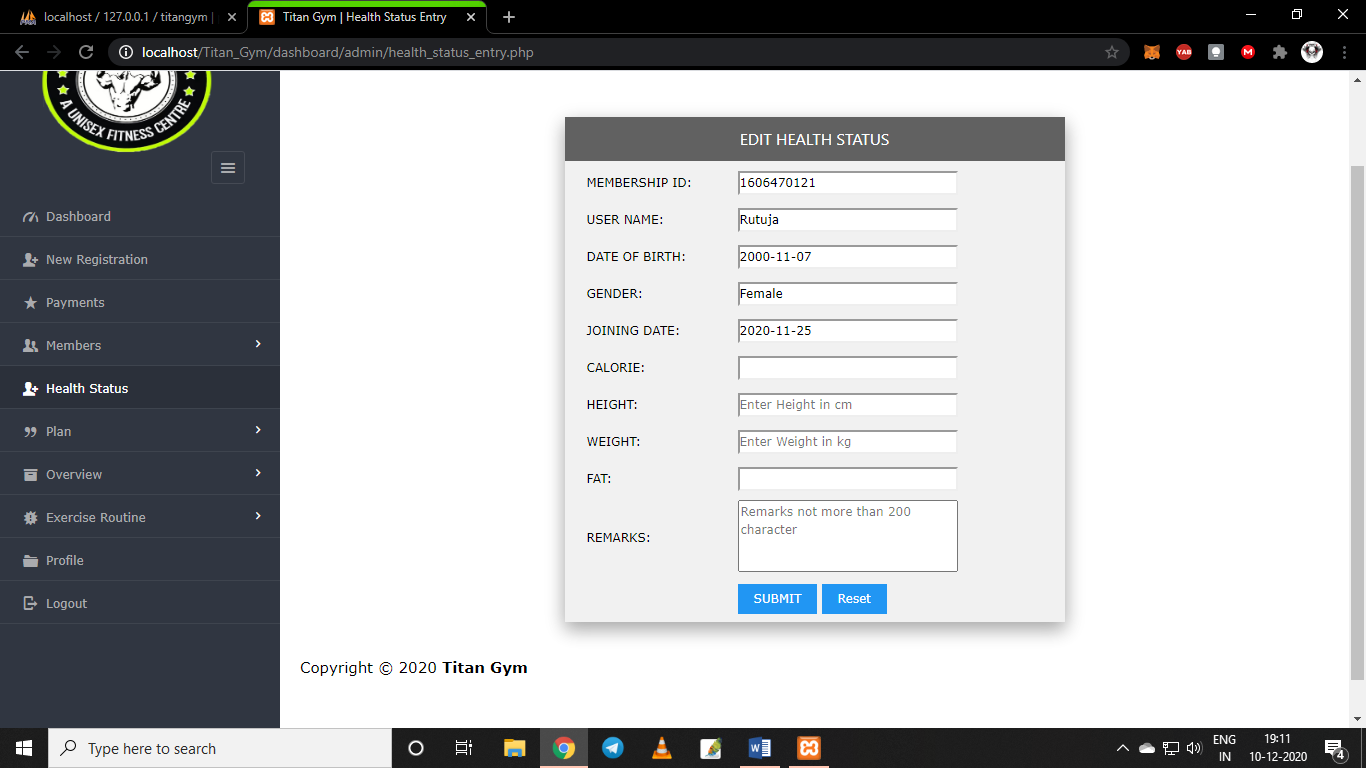 localhost / 127.0.0.1 / titangym |
Titan Gym | Health Status Entry
localhost/Titan_Gym/dashboard/admin/health_status_entry.php
YAB
M
A UNISEX FITNESS CENTRE
Dashboard
New Registration
Payments
Members
Health Status
Plan
Overview
Exercise Routine
Profile
Logout
EDIT HEALTH STATUS
MEMBERSHIP ID: 1606470121
USER NAME: Rutuja
DATE OF BIRTH: 2000-11-07
GENDER: Female
JOINING DATE: 2020-11-25
CALORIE:
HEIGHT: Enter Height in cm
WEIGHT: Enter Weight in kg
FAT:
REMARKS: Remarks not more than 200
character
SUBMIT Reset
Copyright © 2020 Titan Gym
Type here to search
ENG
IN
19:11
10-12-2020
4